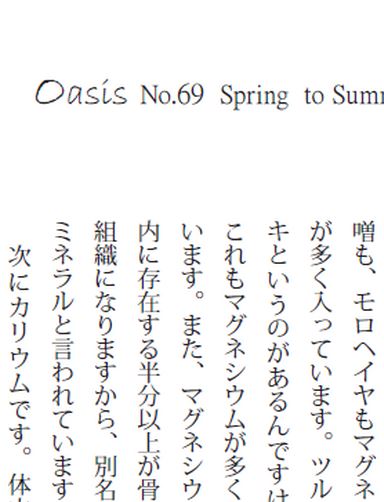 Oasis No.69 Spring to Summ
噌も、モロヘイヤもマグネ
が多く入っています。ツル
キというのがあるんですけ
これもマグネシウムが多く
います。また、マグネシウ
内に存在する半分以上が骨
組織になりますから、別名
ミネラルと言われています
次にカリウムです。体内